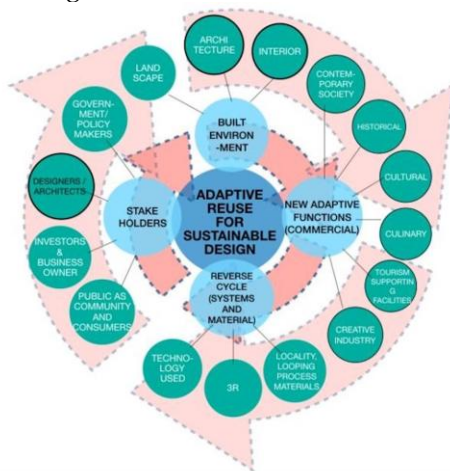 ARCHI
TECTURE
INTERIOR
LAND
SCAPE
CONTEM-
PORARY
SOCIETY
GOVERN-
MENT/
POLICY
MAKERS
BUILT
ENVIRON
-MENT
HISTORICAL
DESIGNERS /
ARCHITECTS
ADAPTIVE
REUSE
FOR
SUSTAINABLE
DESIGN
CULTURAL
STAKE
HOLDERS
NEW ADAPTIVE
FUNCTIONS
(COMMERCIAL)
CULINARY
INVESTORS
& BUSINESS
OWNER
REVERSE
CYCLE
(SYSTEMS
AND
MATERIAL)
TOURISM
SUPPORTIN
G
FACILITIES
PUBLIC AS
COMMUNITY
AND
CONSUMERS
CREATIVE
INDUSTRY
TECHNO-
LOGY
USED
3R
LOCALITY,
LOOPING
PROCESS
MATERIALS